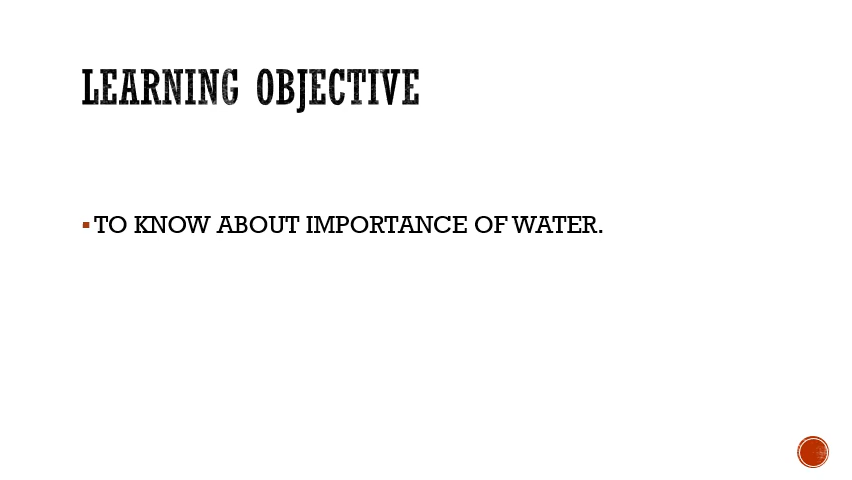 LEARNING OBJECTIVE
TO KNOW ABOUT IMPORTANCE OF WATER.